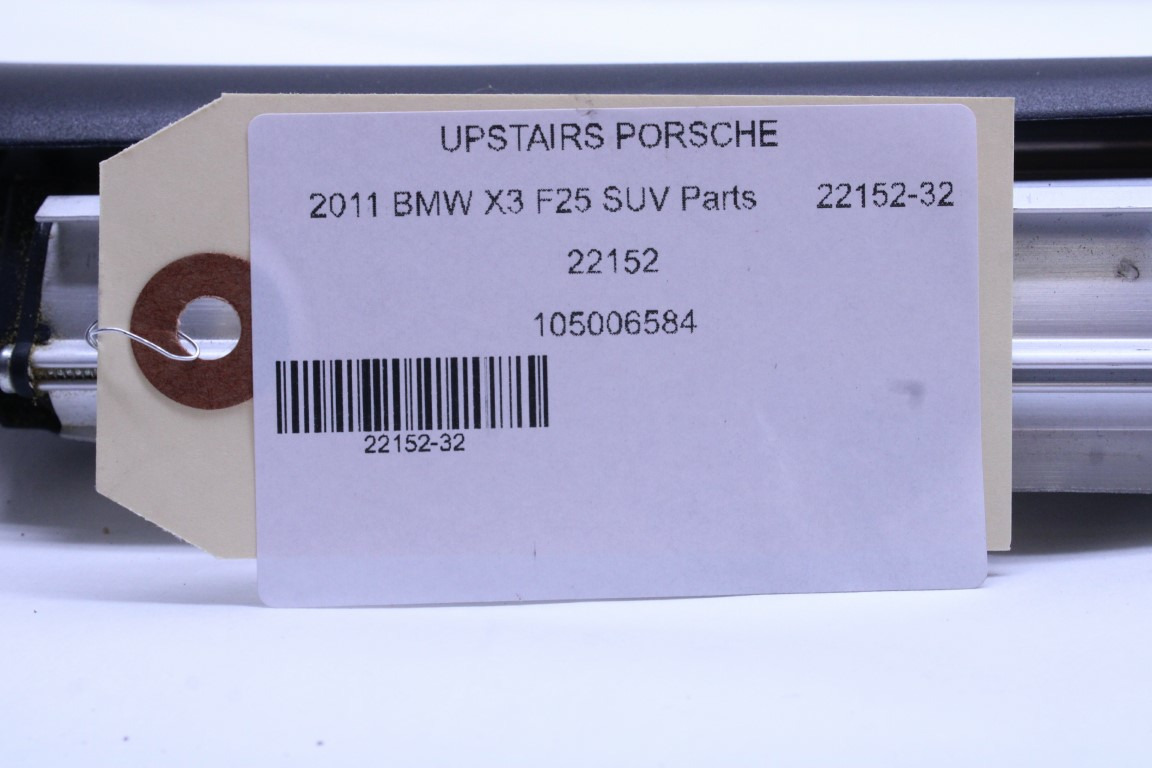 UPSTAIRS PORSCHE
2011 BMW X3 F25 SUV Parts 22152-32
22152
105006584
22152-32